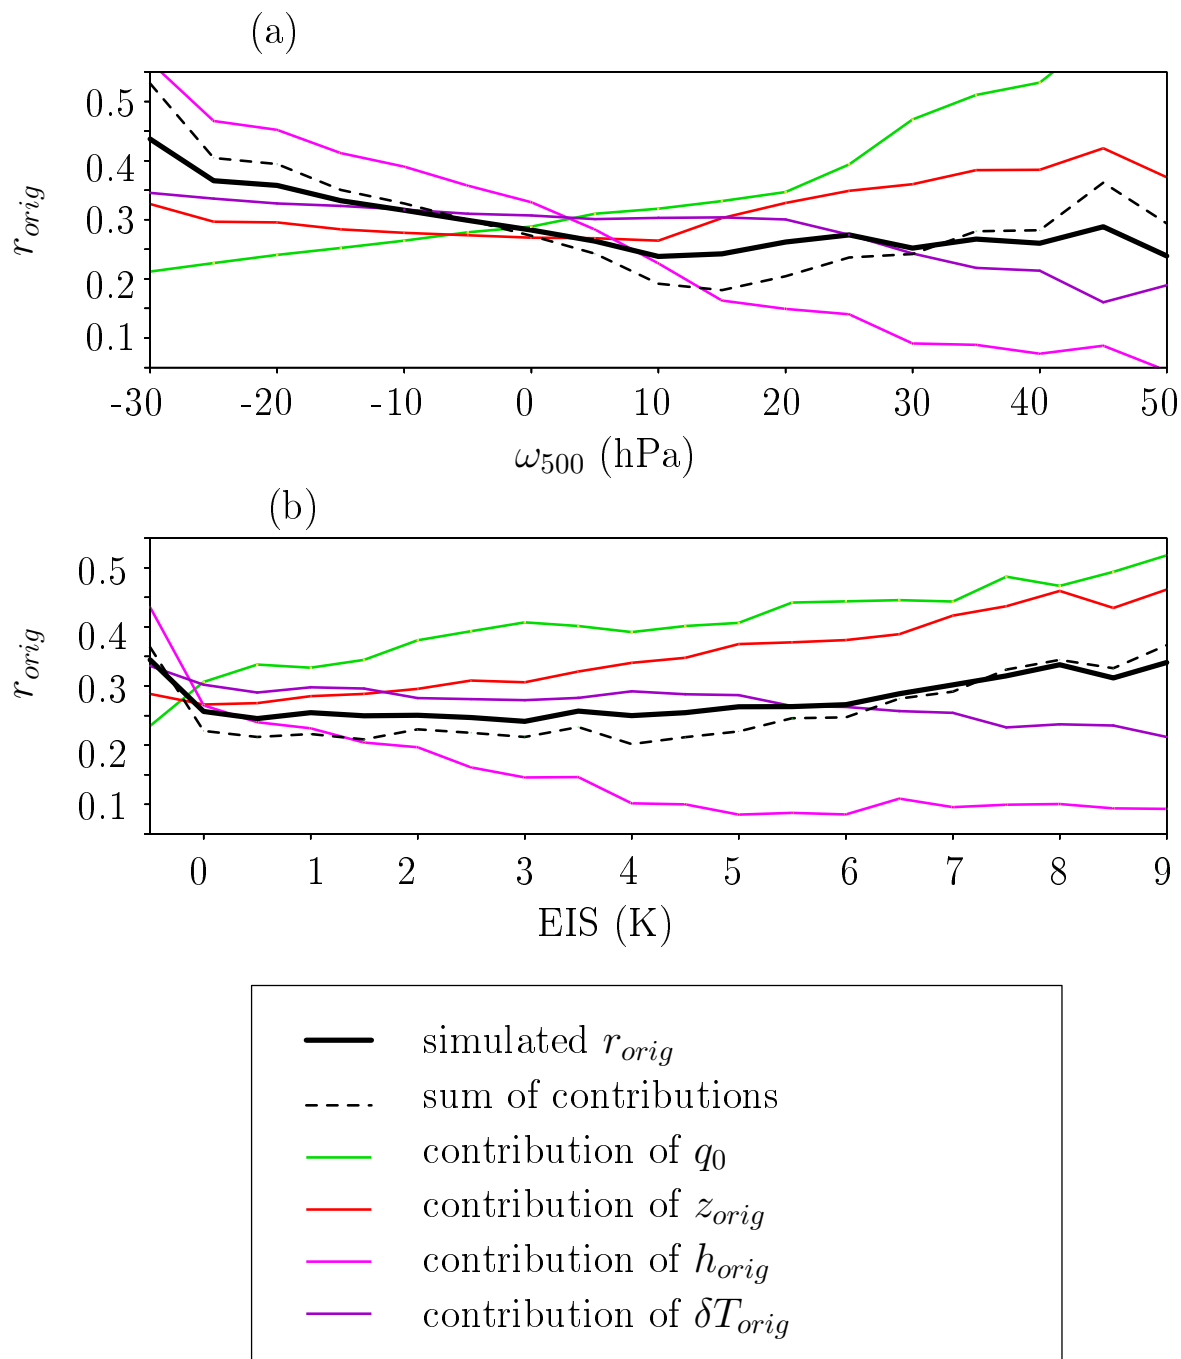 (a)
0.5
0.4
0.3
0.2
0.1
r_orig
-30 -20 -10 0 10 20 30 40 50
ω500 (hPa)
(b)
0.5
0.4
0.3
0.2
0.1
r_orig
0 1 2 3 4 5 6 7 8 9
EIS (K)
simulated r_orig
sum of contributions
contribution of q0
contribution of z_orig
contribution of h_orig
contribution of δT_orig